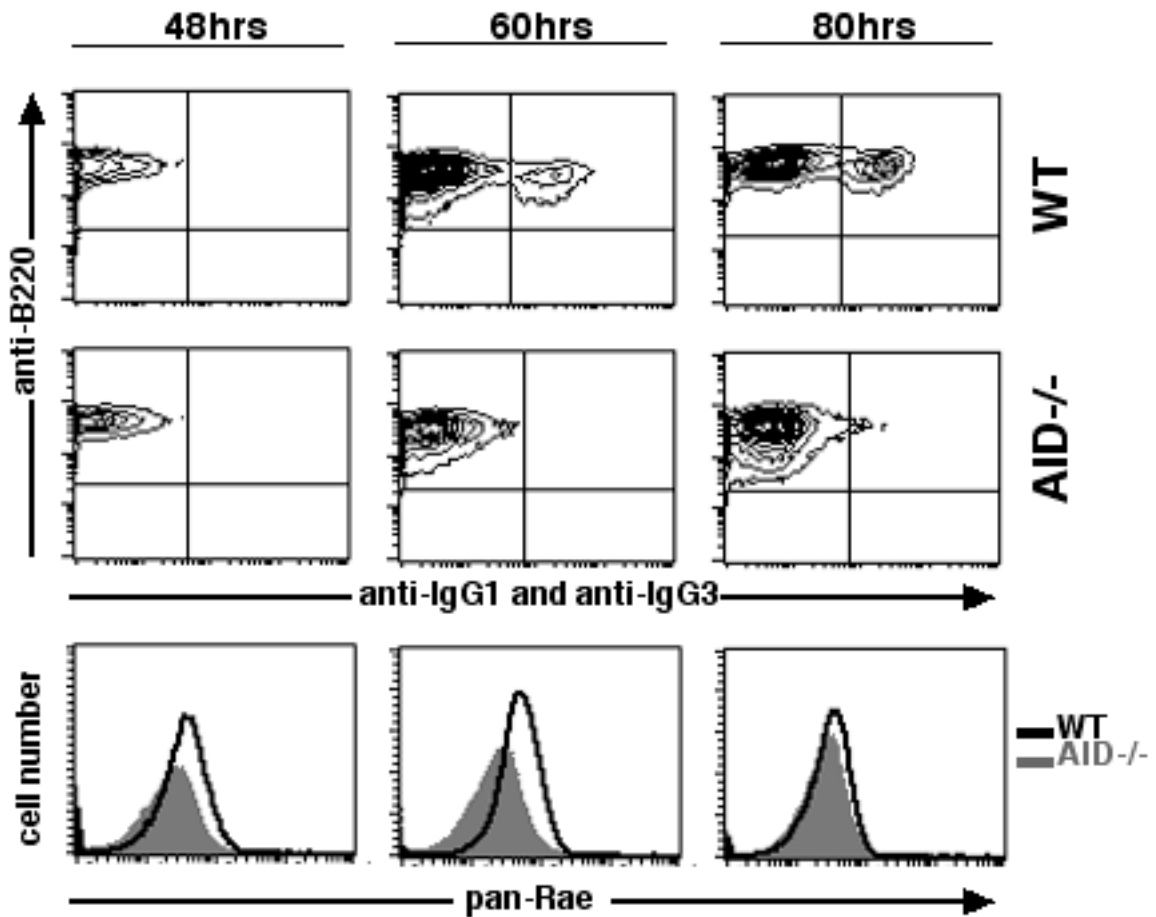 48hrs 60hrs 80hrs
anti-B220
WT
AID-/-
anti-IgG1 and anti-IgG3
cell number
WT
AID-/-
pan-Rae